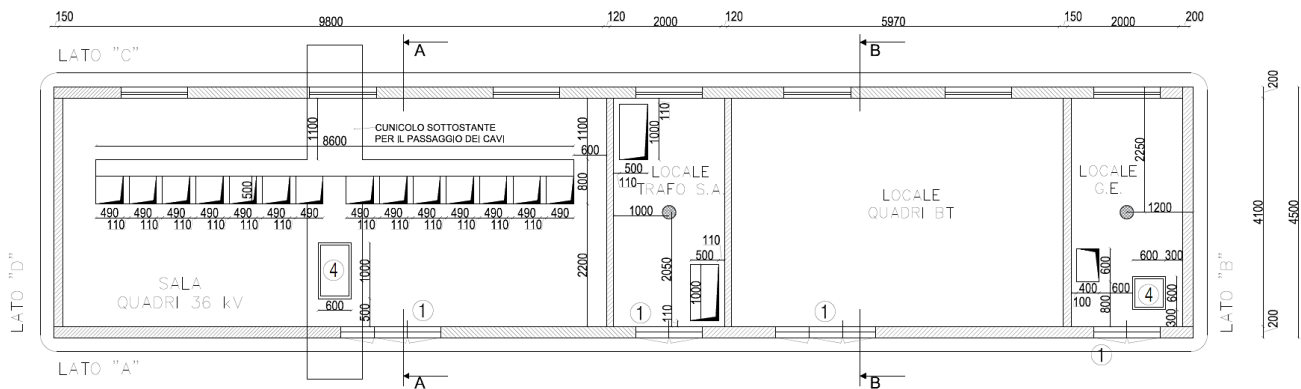 150 9800 120 2000 120 5970 150 2000 200
LATO "C"
A
B
200
4100
4500
200
CUNICOLO SOTTOSTANTE
PER IL PASSAGGIO DEI CAVI
1100
8600
1100
600
800
500
490 490 490 490 490 490 490 490 490 490 490 490 490 490
110 110 110 110 110 110 110 110 110 110 110 110
SALA
QUADRI 36 kV
4
1000
600
500
2200
1
110
1000
500
110
LOCALE
TRAFO S.A.
1000
2050
110
500
1000
110
1
LOCALE
QUADRI BT
1
2250
LOCALE
G.E.
1200
600
400
100
800
600
600 300
4
600
300
1
LATO "D"
LATO "B"
LATO "A"
A
B